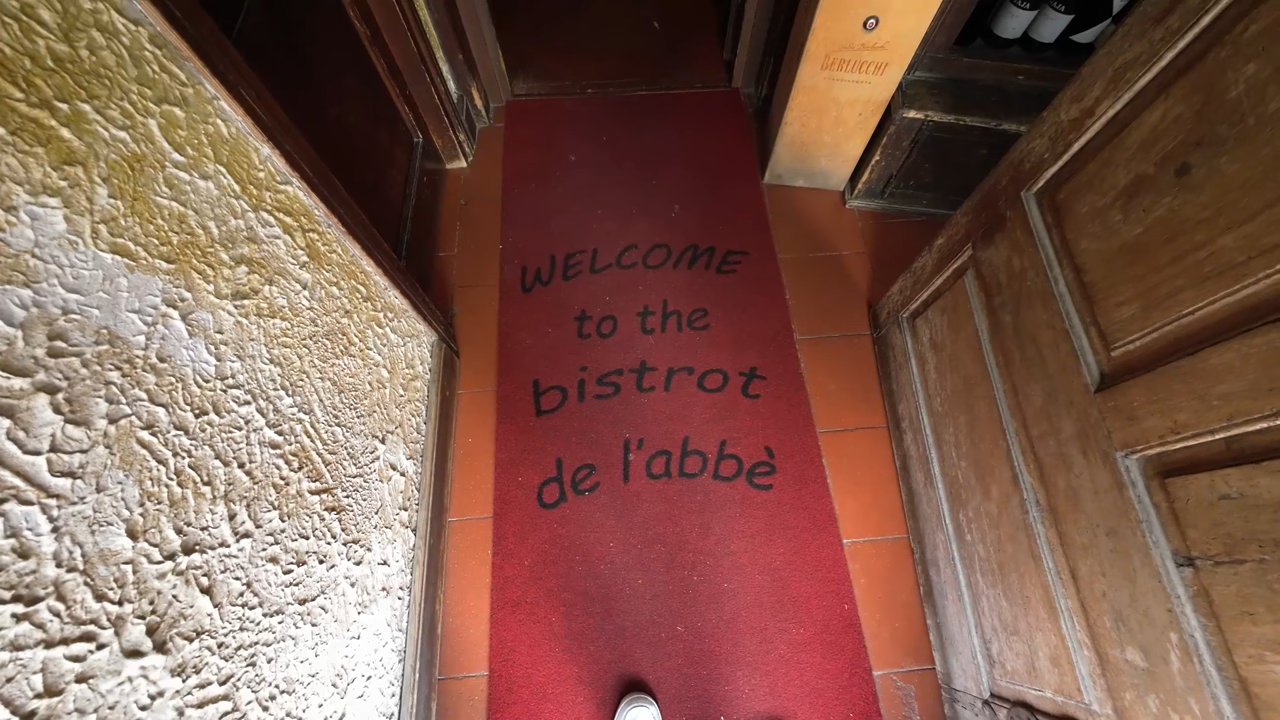 BERLUCCHI
WELCOME
to the
bistrot
de l'abbè